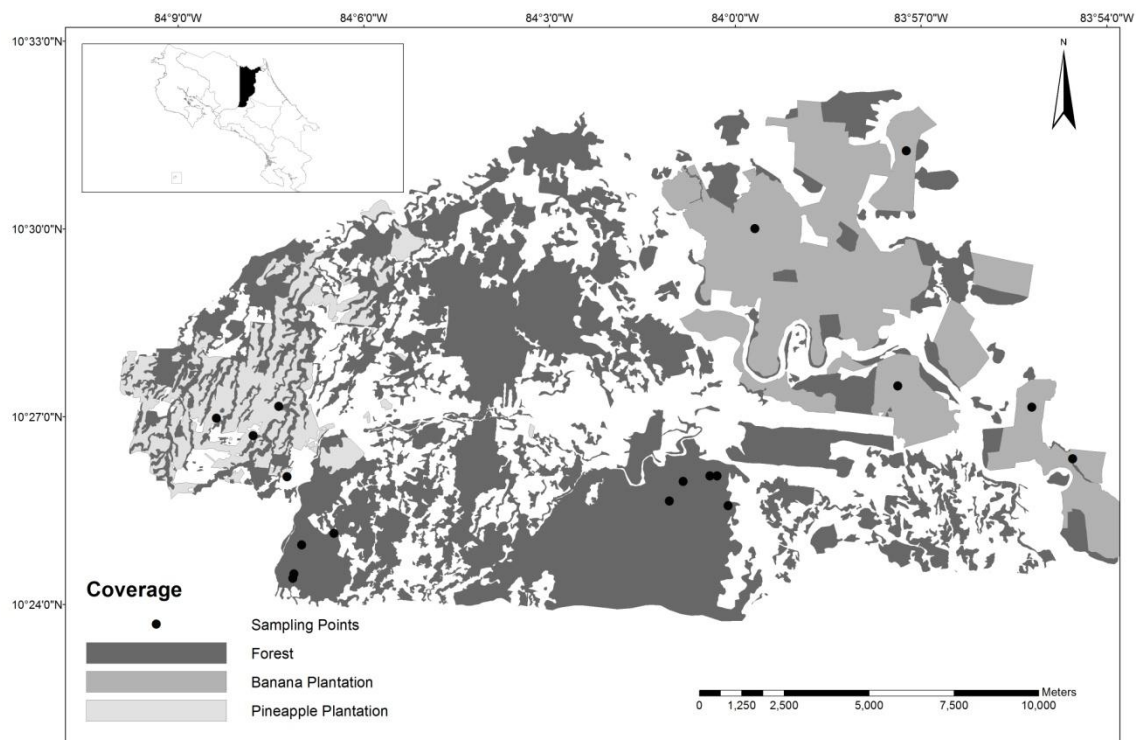 84°9'0"W 84°6'0"W 84°3'0"W 84°0'0"W 83°57'0"W 83°54'0"W
10°33'0"N
N
10°30'0"N
10°27'0"N
10°24'0"N
Coverage
Sampling Points
Forest
Banana Plantation
Pineapple Plantation
Meters
0 1,250 2,500 5,000 7,500 10,000